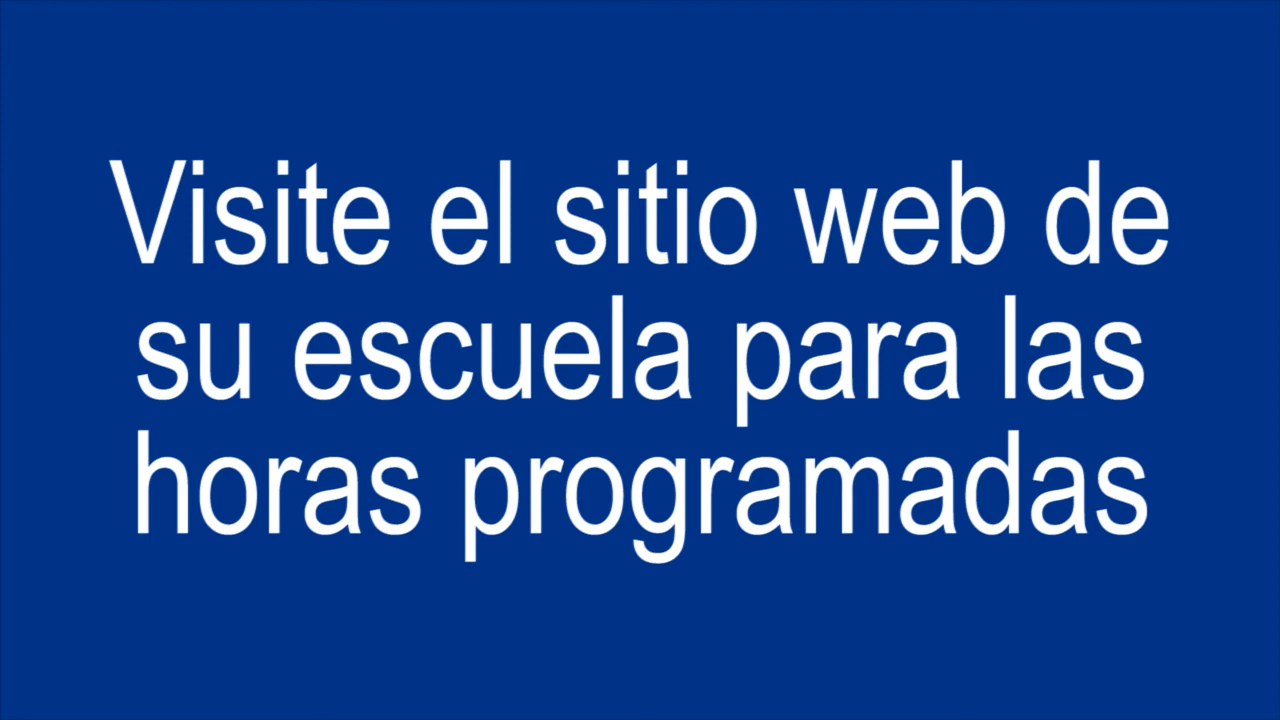 Visite el sitio web de
su escuela para las
horas programadas